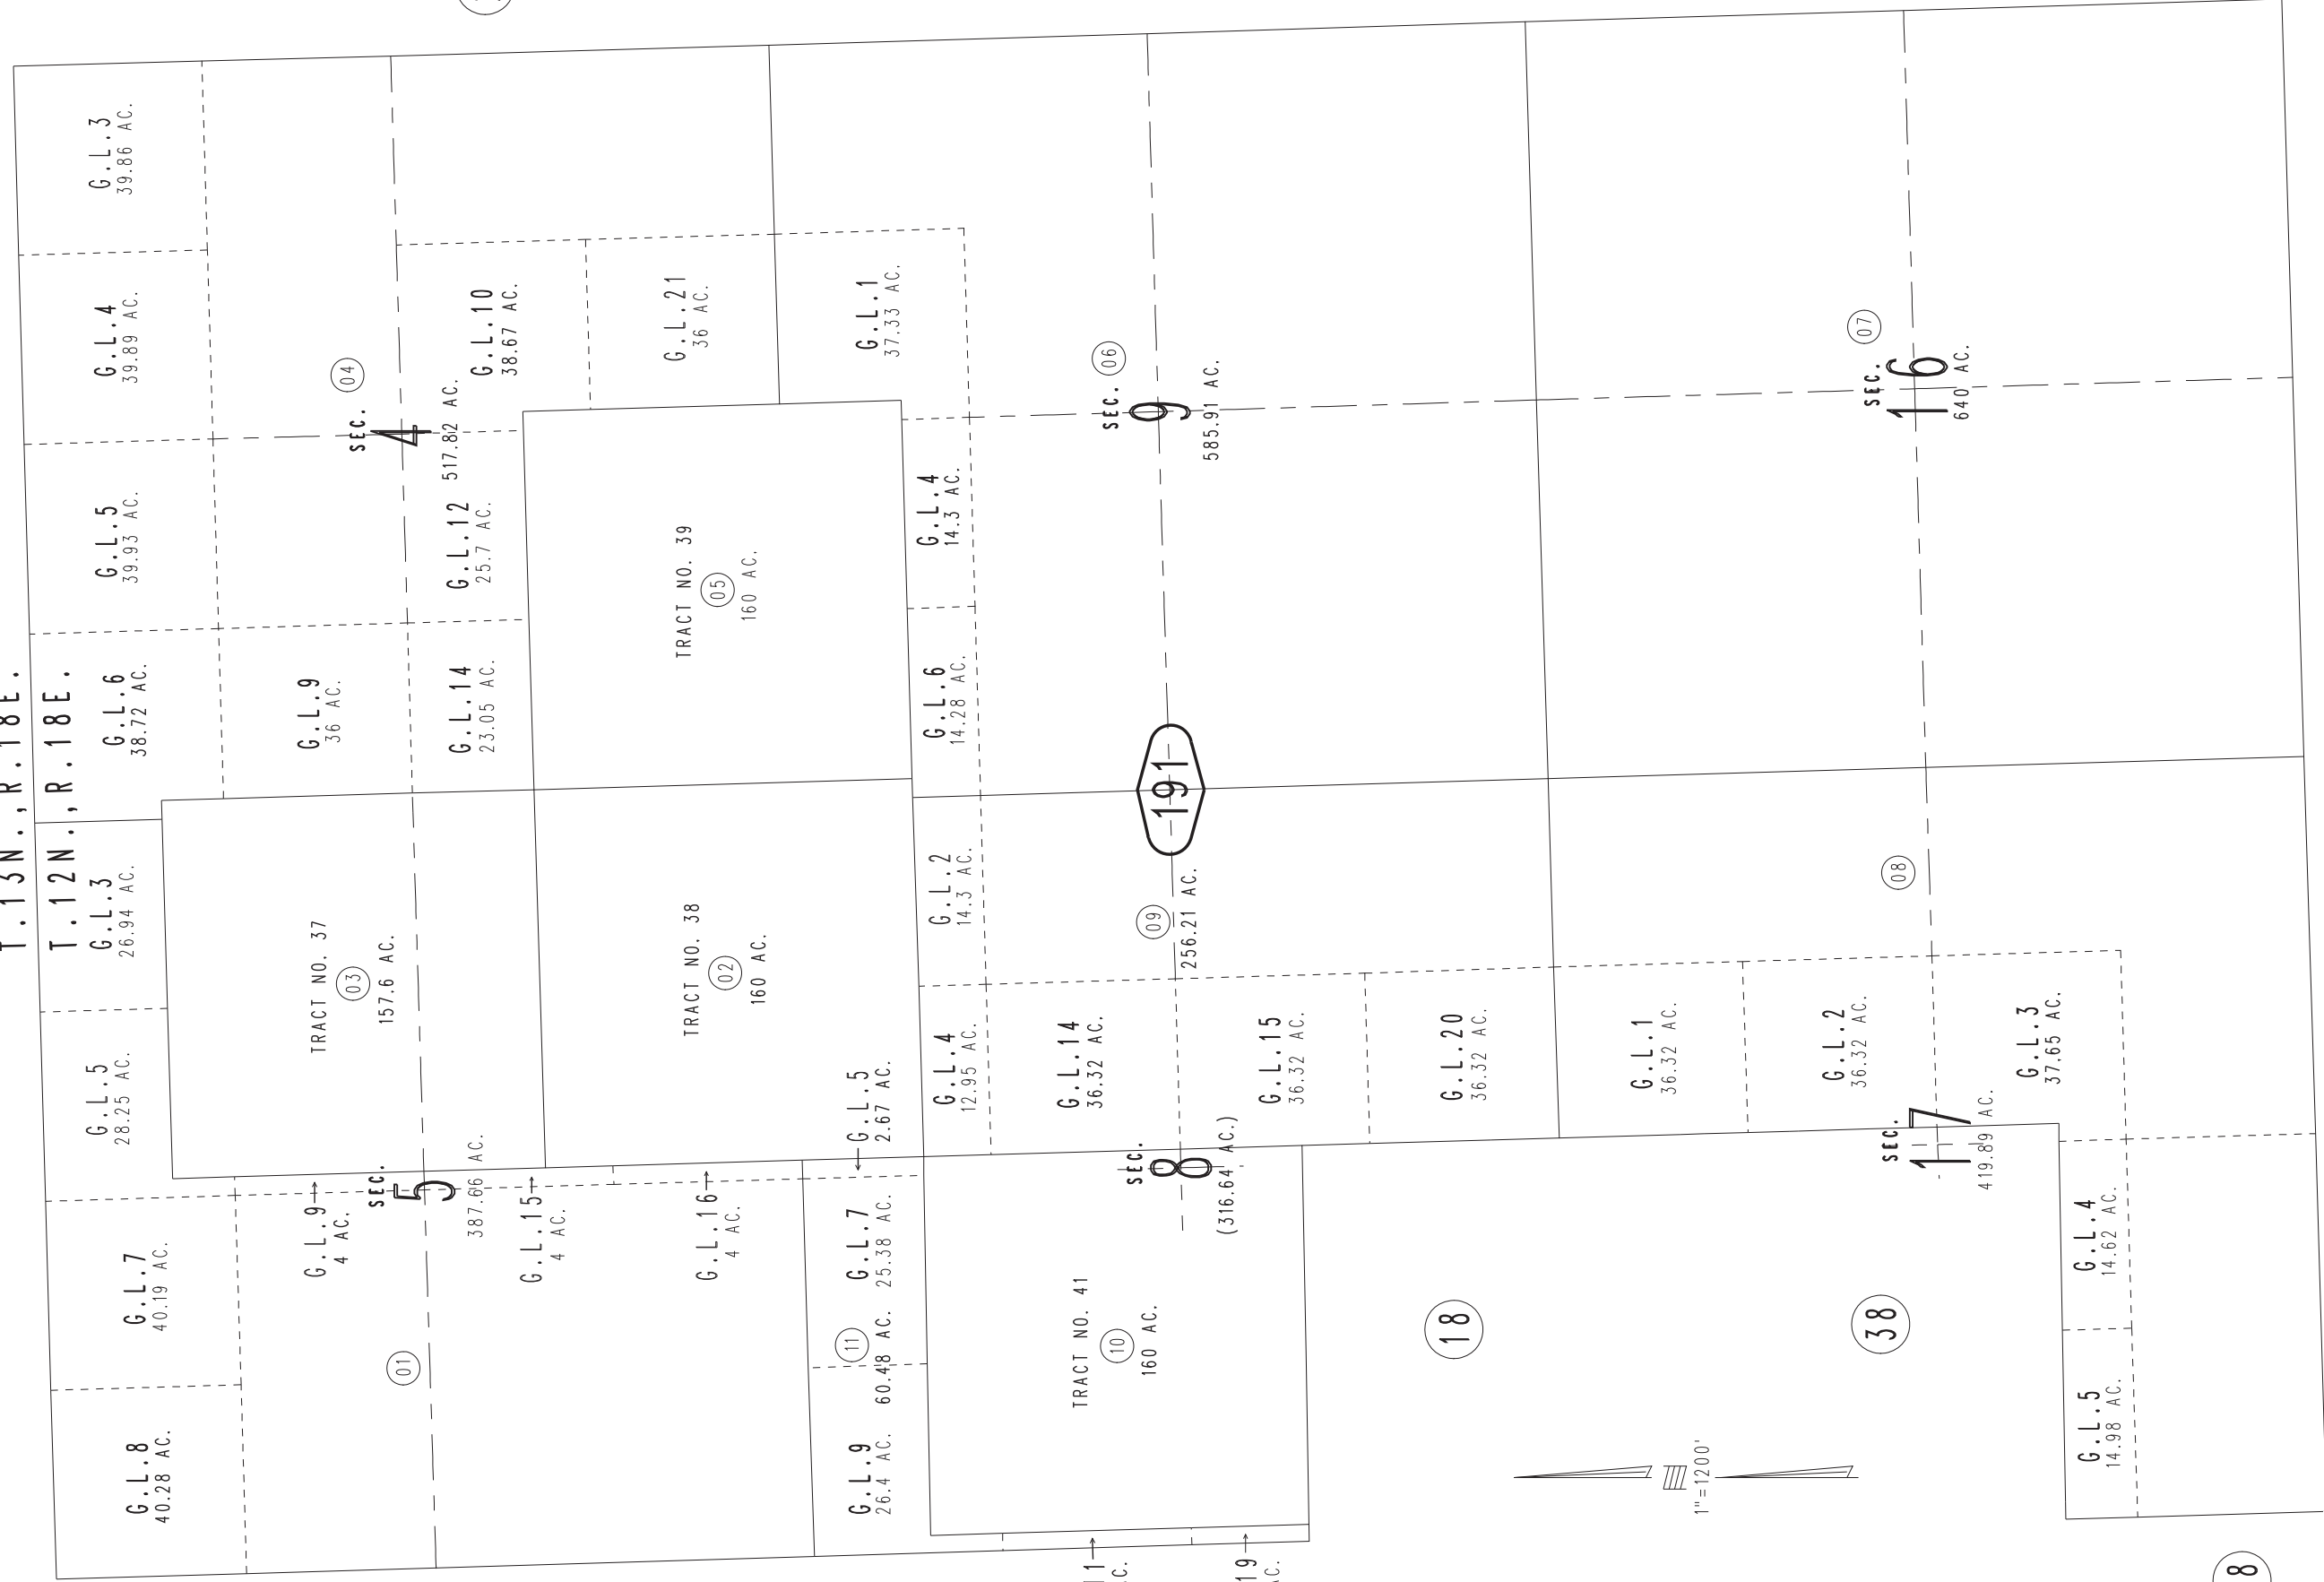 T.13N.,R.18E.
T.12N.,R.18E.
G.L.8
40.28 AC.
G.L.7
40.19 AC.
G.L.5
28.25 AC.
G.L.3
26.94 AC.
G.L.6
38.72 AC.
G.L.5
39.93 AC.
G.L.4
39.89 AC.
G.L.3
39.86 AC.
G.L.9
4 AC.
TRACT NO. 37
03
157.6 AC.
G.L.9
36 AC.
SEC.
5
387.66 AC.
01
SEC.
4
04
517.82 AC.
G.L.14
23.05 AC.
G.L.12
25.7 AC.
G.L.10
38.67 AC.
G.L.15
4 AC.
G.L.16
4 AC.
TRACT NO. 38
02
160 AC.
TRACT NO. 39
05
160 AC.
G.L.21
36 AC.
G.L.9
26.4 AC.
11
60.48 AC.
G.L.7
25.38 AC.
G.L.5
2.67 AC.
G.L.1
37.33 AC.
G.L.4
12.95 AC.
G.L.2
14.3 AC.
G.L.6
14.28 AC.
G.L.4
14.3 AC.
TRACT NO. 41
10
160 AC.
G.L.14
36.32 AC.
SEC.
8
(316.64 AC.)
09
256.21 AC.
191
SEC.
9
06
585.91 AC.
G.L.15
36.32 AC.
G.L.20
36.32 AC.
18
G.L.1
36.32 AC.
1"=1200'
G.L.2
36.32 AC.
38
SEC.
17
419.89 AC.
08
SEC.
16
07
640 AC.
G.L.3
37.65 AC.
G.L.5
14.98 AC.
G.L.4
14.62 AC.
19
8